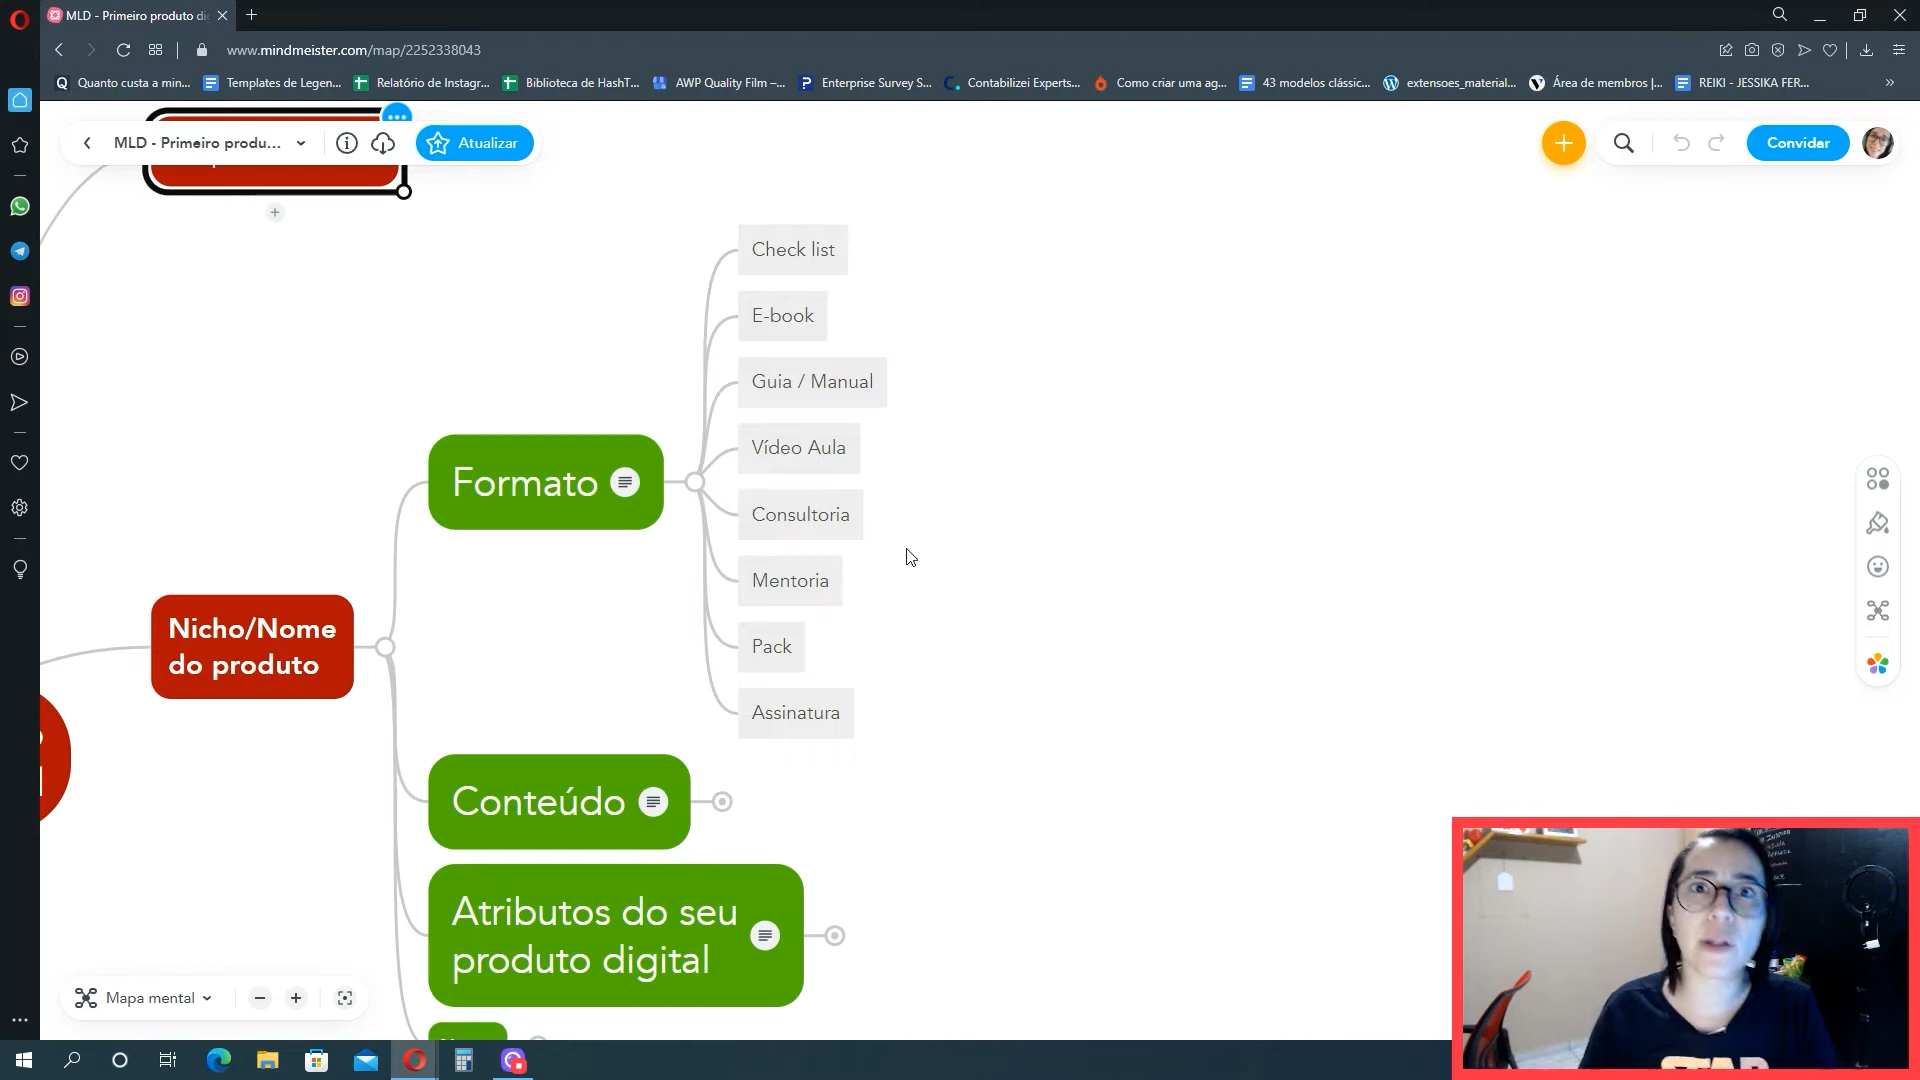 MLD - Primeiro produto di
www.mindmeister.com/map/2252338043
Quanto custa a min...
Templates de Legen...
Relatório de Instagr...
Biblioteca de HashT...
AWP Quality Film –...
Enterprise Survey S...
Contabilizei Experts...
Como criar uma ag...
43 modelos clássic...
extensoes_material...
Área de membros |...
REIKI - JESSIKA FER...
MLD - Primeiro produ...
Atualizar
Convidar
Check list
E-book
Guia / Manual
Vídeo Aula
Formato
Consultoria
Mentoria
Nicho/Nome
do produto
Pack
Assinatura
Conteúdo
Atributos do seu
produto digital
Mapa mental